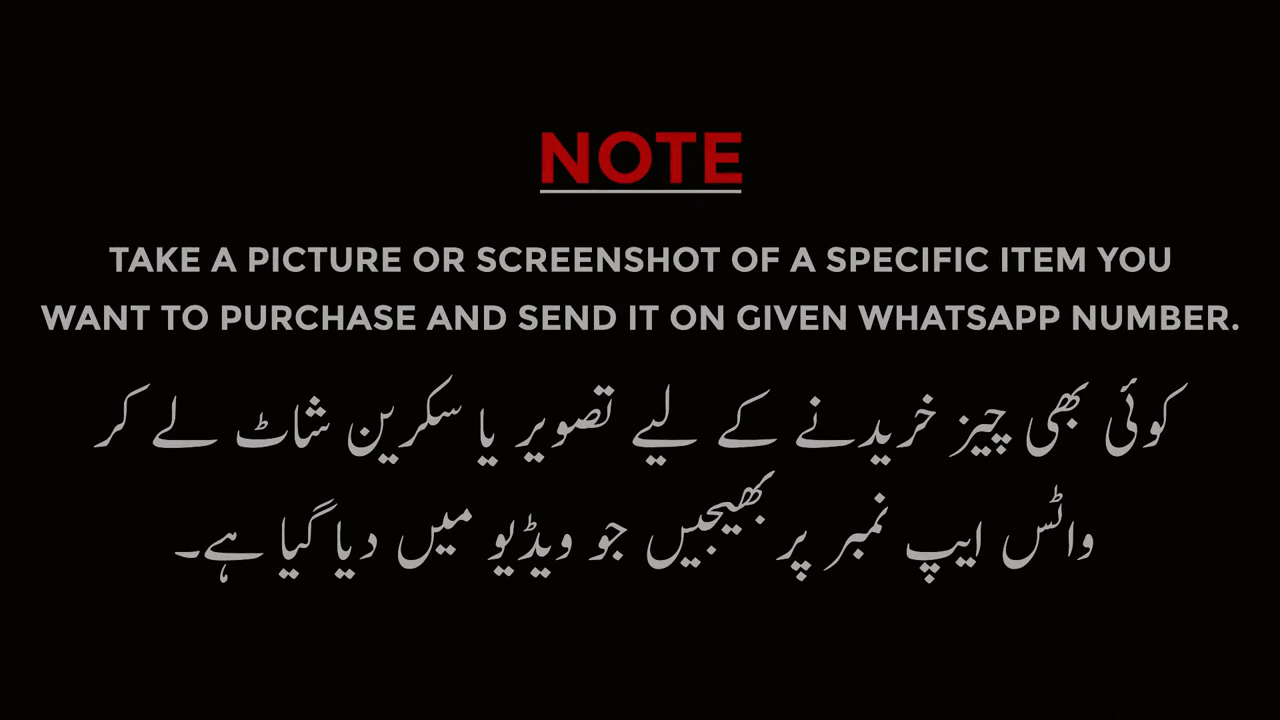 NOTE
TAKE A PICTURE OR SCREENSHOT OF A SPECIFIC ITEM YOU
WANT TO PURCHASE AND SEND IT ON GIVEN WHATSAPP NUMBER.
کوئی بھی چیز خریدنے کے لیے تصویر یا سکرین شاٹ لے کر
واٹس ایپ نمبر پر بھیجیں جو ویڈیو میں دیا گیا ہے۔